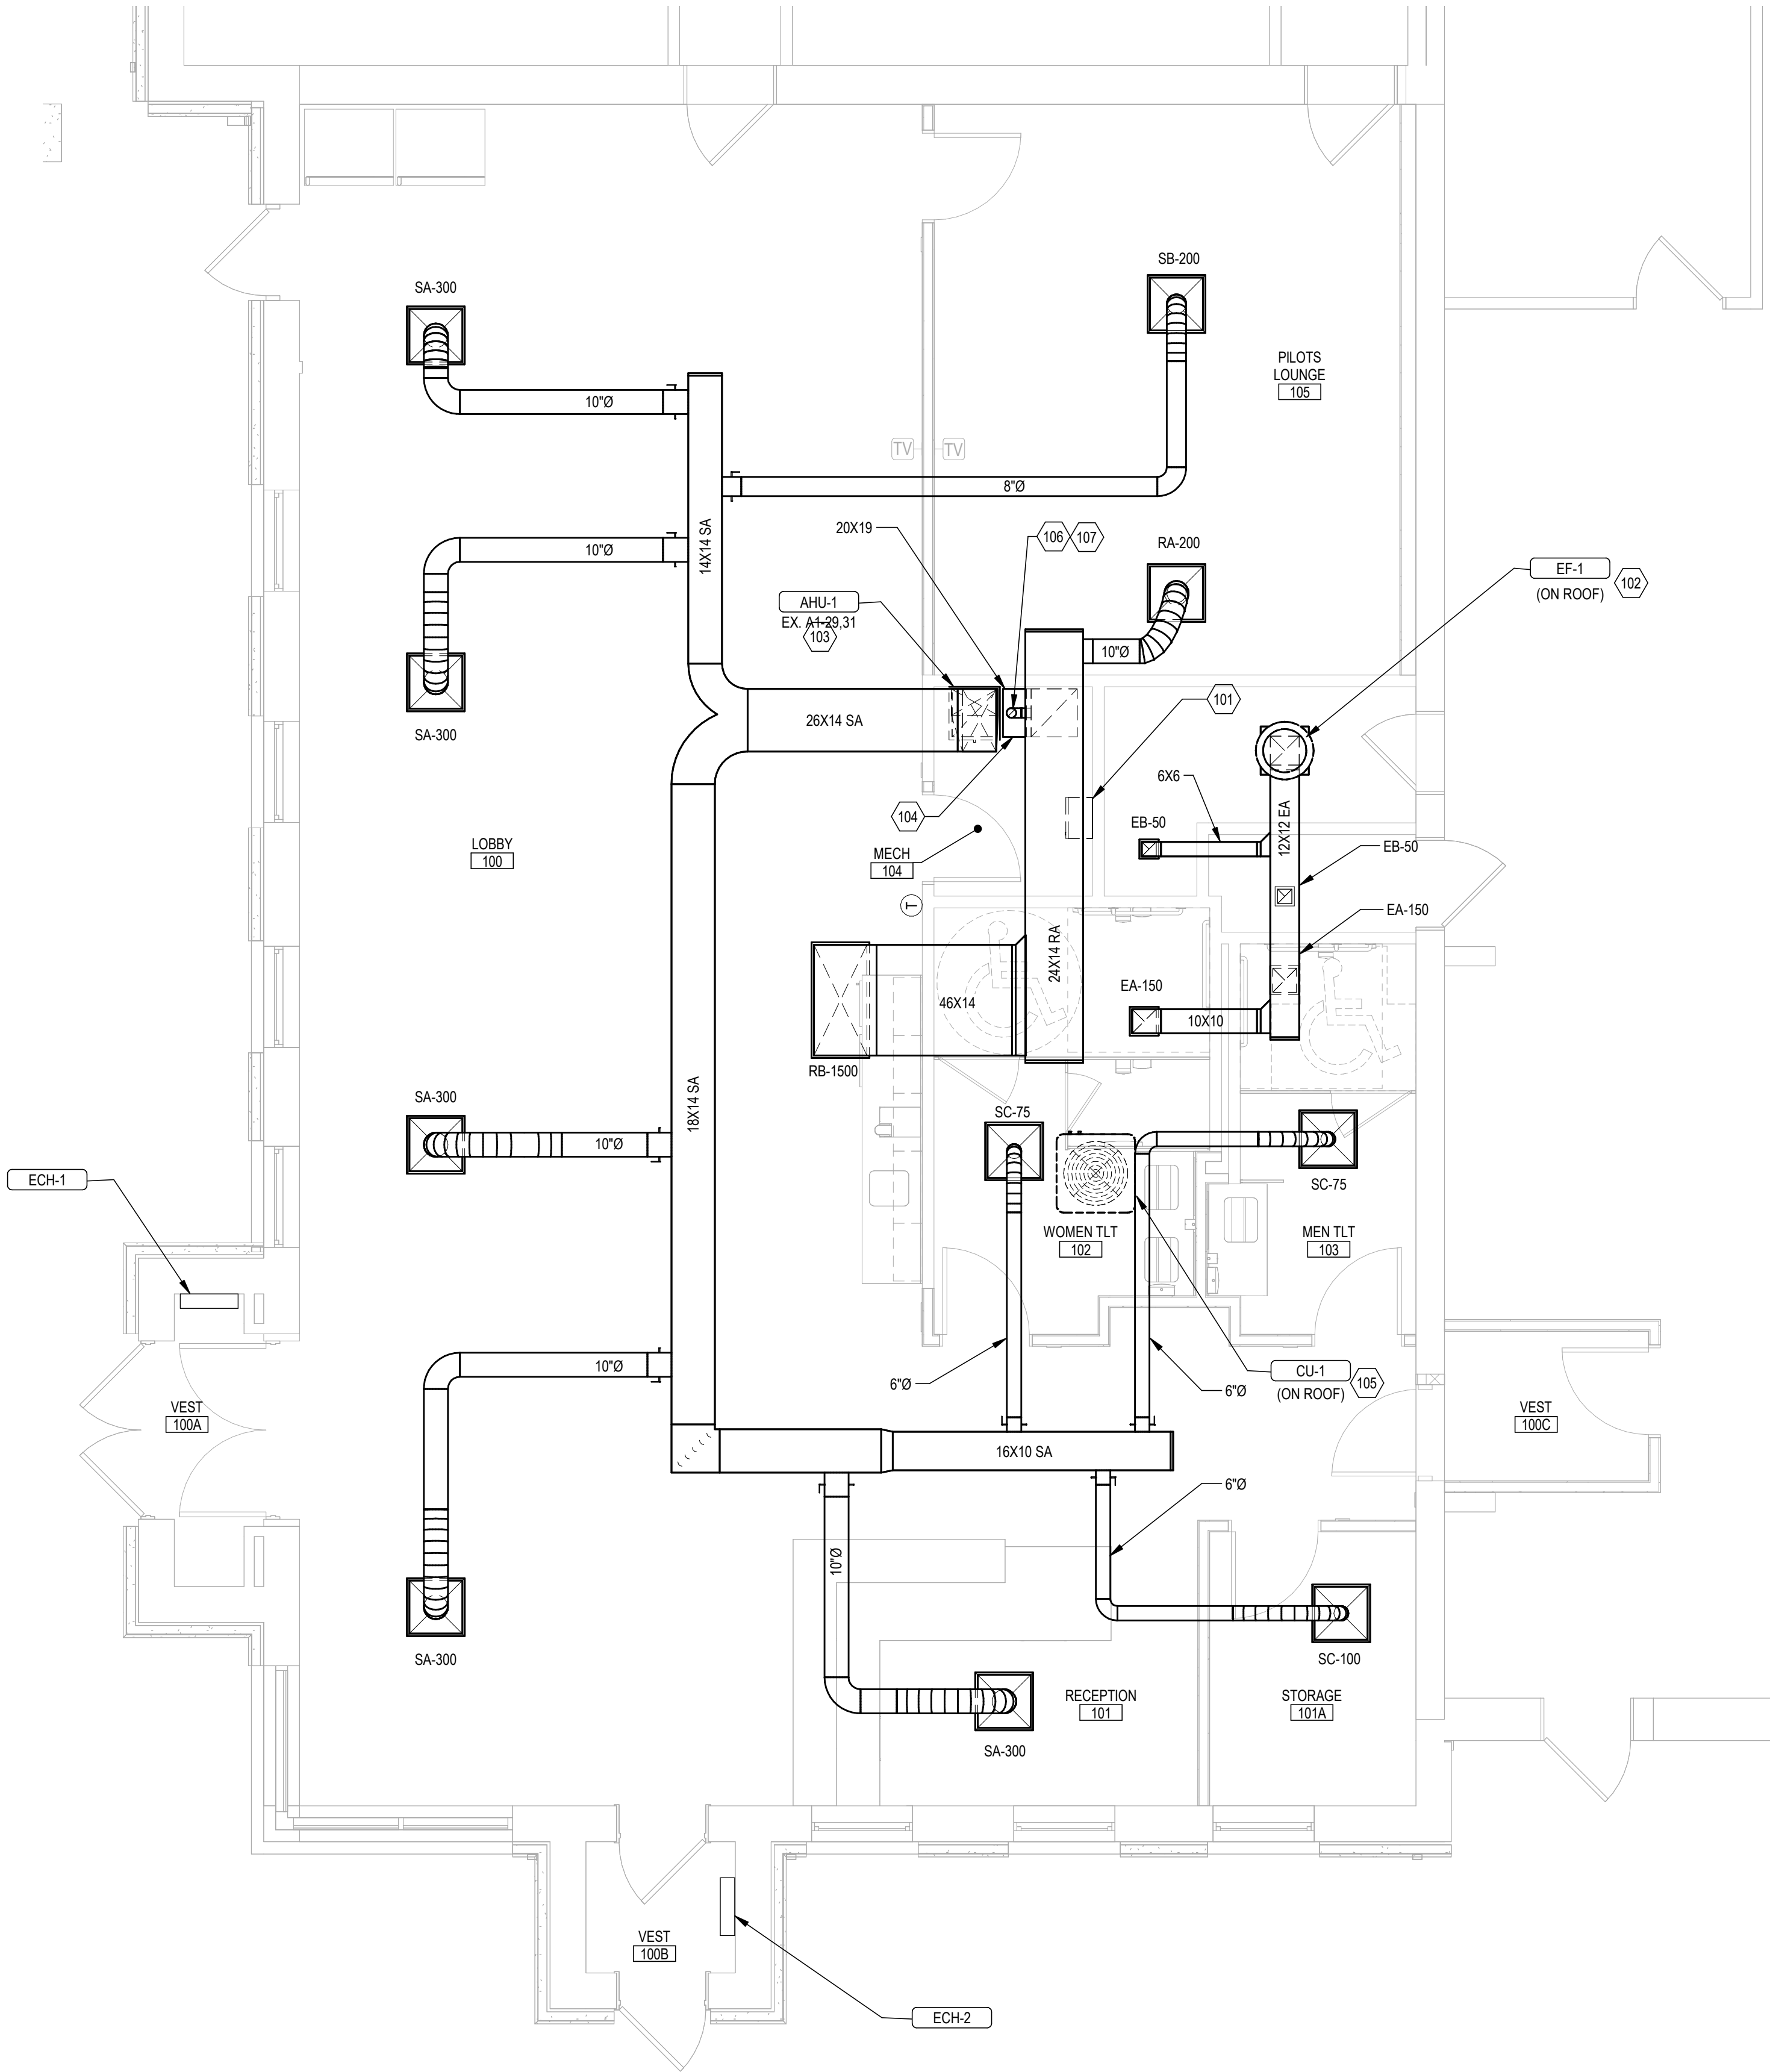 SB-200
SA-300
PILOTS
LOUNGE
105
10"Ø
TV
TV
8"Ø
14X14 SA
20X19
106
107
RA-200
10"Ø
EF-1
(ON ROOF)
102
AHU-1
EX. A1-29,31
103
10"Ø
101
26X14 SA
SA-300
6X6
12X12 EA
104
EB-50
EB-50
LOBBY
100
MECH
104
T
EA-150
24X14 RA
EA-150
46X14
10X10
RB-1500
SA-300
18X14 SA
SC-75
10"Ø
ECH-1
SC-75
WOMEN TLT
102
MEN TLT
103
10"Ø
6"Ø
6"Ø
CU-1
(ON ROOF)
105
VEST
100A
VEST
100C
16X10 SA
6"Ø
10"Ø
SA-300
SC-100
RECEPTION
101
STORAGE
101A
SA-300
VEST
100B
ECH-2